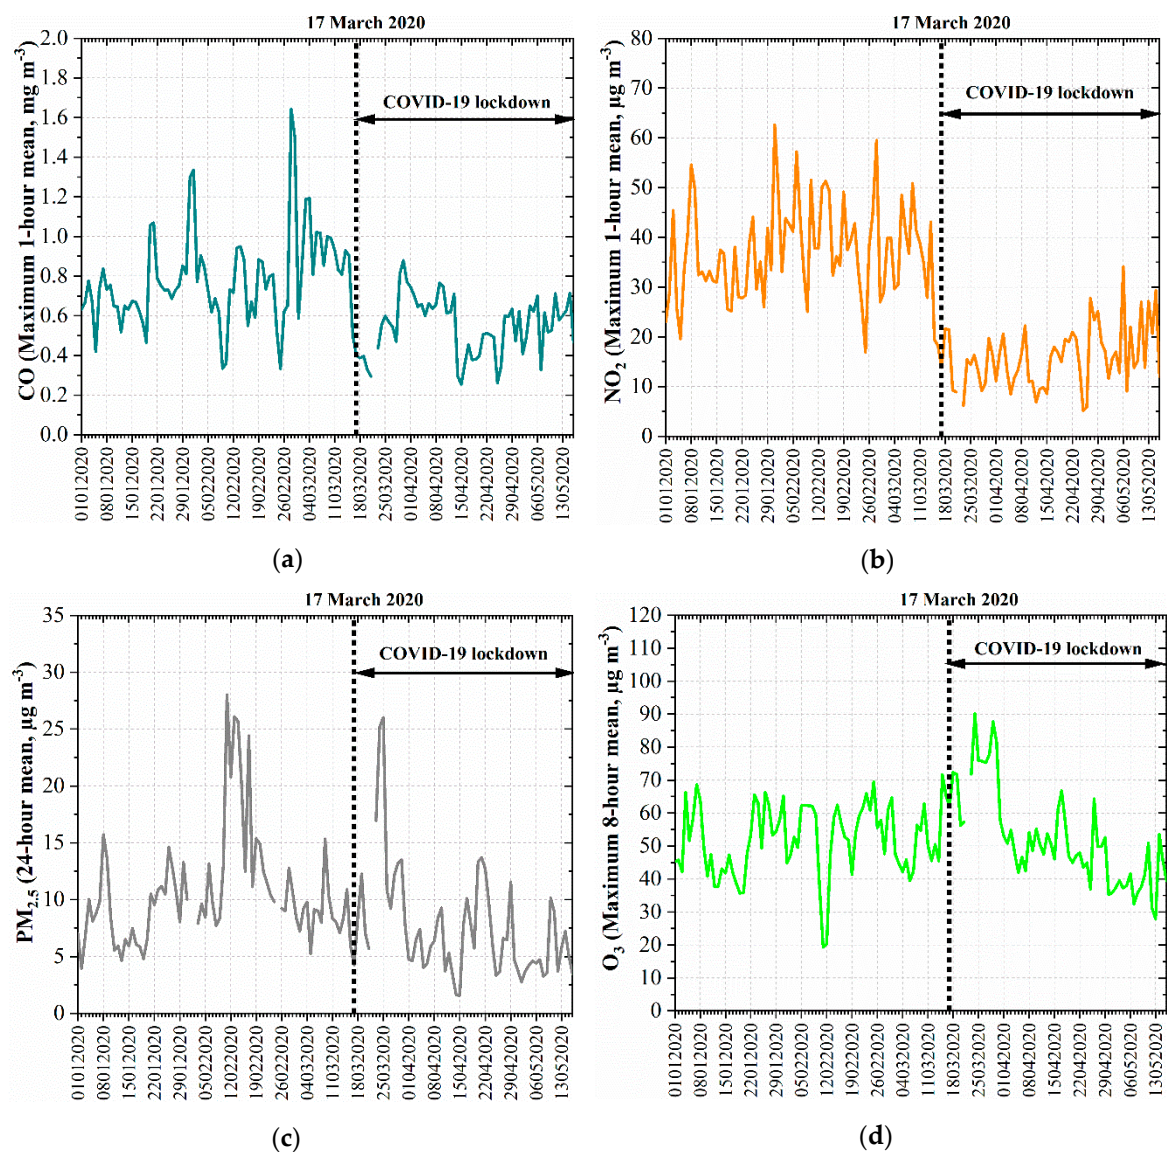 17 March 2020
CO (Maximum 1-hour mean, mg m-3)
2.0
1.8
1.6
1.4
1.2
1.0
0.8
0.6
0.4
0.2
0.0
COVID-19 lockdown
01012020 08012020 15012020 22012020 29012020 05022020 12022020 19022020 26022020 04032020 11032020 18032020 25032020 01042020 08042020 15042020 22042020 29042020 06052020 13052020
(a)
17 March 2020
NO2 (Maximum 1-hour mean, µg m-3)
80
70
60
50
40
30
20
10
0
COVID-19 lockdown
01012020 08012020 15012020 22012020 29012020 05022020 12022020 19022020 26022020 04032020 11032020 18032020 25032020 01042020 08042020 15042020 22042020 29042020 06052020 13052020
(b)
17 March 2020
PM2.5 (24-hour mean, µg m-3)
35
30
25
20
15
10
5
0
COVID-19 lockdown
01012020 08012020 15012020 22012020 29012020 05022020 12022020 19022020 26022020 04032020 11032020 18032020 25032020 01042020 08042020 15042020 22042020 29042020 06052020 13052020
(c)
17 March 2020
O3 (Maximum 8-hour mean, µg m-3)
120
110
100
90
80
70
60
50
40
30
20
10
0
COVID-19 lockdown
01012020 08012020 15012020 22012020 29012020 05022020 12022020 19022020 26022020 04032020 11032020 18032020 25032020 01042020 08042020 15042020 22042020 29042020 06052020 13052020
(d)